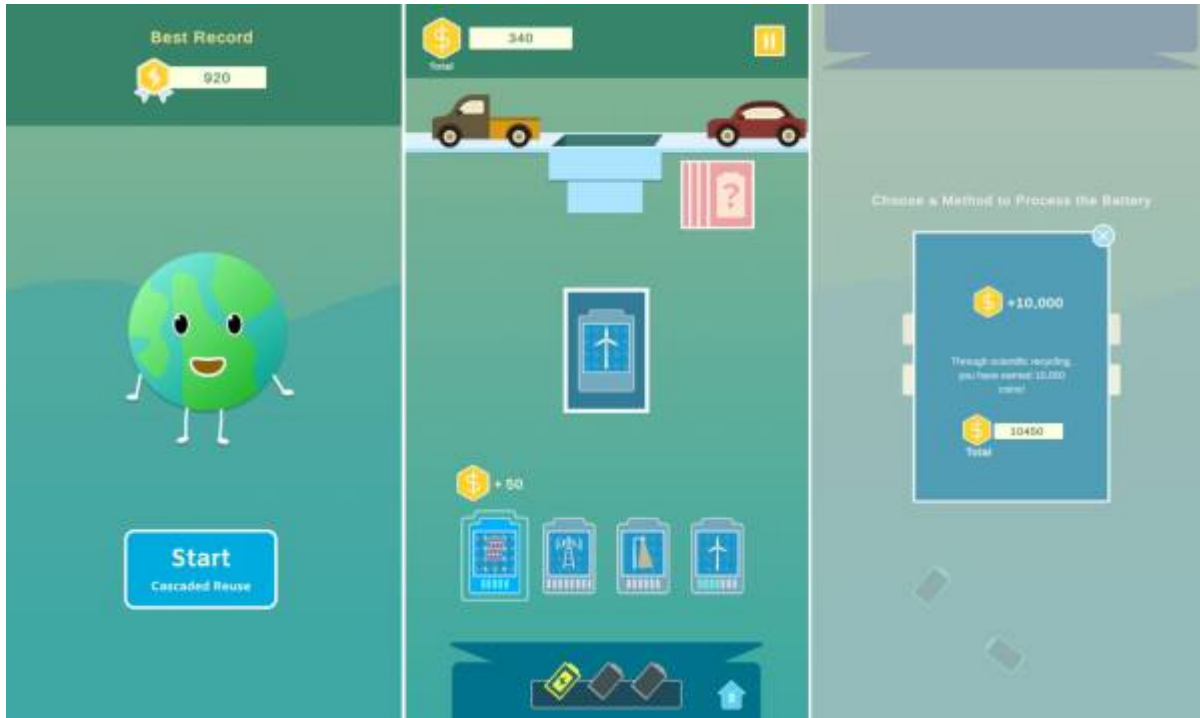 Best Record
920
Start
Cascaded Reuse
340
Total
?
+ 50
Choose a Method to Process the Battery
+10,000
Through scientific recycling,
you have earned 10,000
coins!
10450
Total